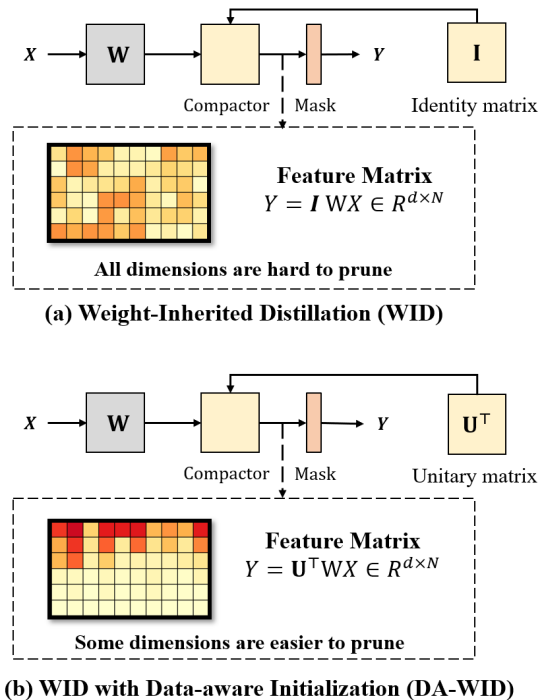 X W Y I
Compactor Mask Identity matrix
Feature Matrix
Y = I WX ∈ R^{d×N}
All dimensions are hard to prune
(a) Weight-Inherited Distillation (WID)
X W Y U^⊤
Compactor Mask Unitary matrix
Feature Matrix
Y = U^⊤WX ∈ R^{d×N}
Some dimensions are easier to prune
(b) WID with Data-aware Initialization (DA-WID)